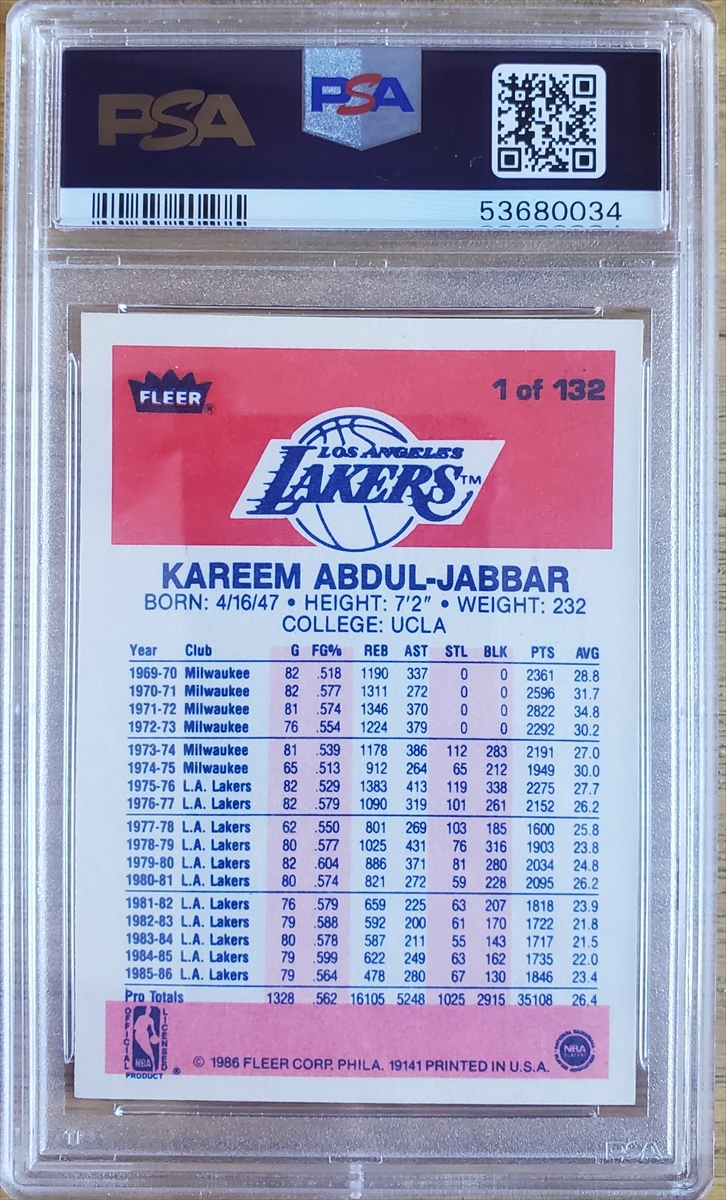 PSA
PSA
53680034
FLEER ®
1 of 132
LOS ANGELES
LAKERS TM
KAREEM ABDUL-JABBAR
BORN: 4/16/47 • HEIGHT: 7'2" • WEIGHT: 232
COLLEGE: UCLA
Year Club G FG% REB AST STL BLK PTS AVG
1969-70 Milwaukee 82 .518 1190 337 0 0 2361 28.8
1970-71 Milwaukee 82 .577 1311 272 0 0 2596 31.7
1971-72 Milwaukee 81 .574 1346 370 0 0 2822 34.8
1972-73 Milwaukee 76 .554 1224 379 0 0 2292 30.2
1973-74 Milwaukee 81 .539 1178 386 112 283 2191 27.0
1974-75 Milwaukee 65 .513 912 264 65 212 1949 30.0
1975-76 L.A. Lakers 82 .529 1383 413 119 338 2275 27.7
1976-77 L.A. Lakers 82 .579 1090 319 101 261 2152 26.2
1977-78 L.A. Lakers 62 .550 801 269 103 185 1600 25.8
1978-79 L.A. Lakers 80 .577 1025 431 76 316 1903 23.8
1979-80 L.A. Lakers 82 .604 886 371 81 280 2034 24.8
1980-81 L.A. Lakers 80 .574 821 272 59 228 2095 26.2
1981-82 L.A. Lakers 76 .579 659 225 63 207 1818 23.9
1982-83 L.A. Lakers 79 .588 592 200 61 170 1722 21.8
1983-84 L.A. Lakers 80 .578 587 211 55 143 1717 21.5
1984-85 L.A. Lakers 79 .599 622 249 63 162 1735 22.0
1985-86 L.A. Lakers 79 .564 478 280 67 130 1846 23.4
Pro Totals 1328 .562 16105 5248 1025 2915 35108 26.4
OFFICIAL LICENSED
NBA
PRODUCT ®
© 1986 FLEER CORP. PHILA. 19141 PRINTED IN U.S.A.
NBA
PLAYERS
PSA